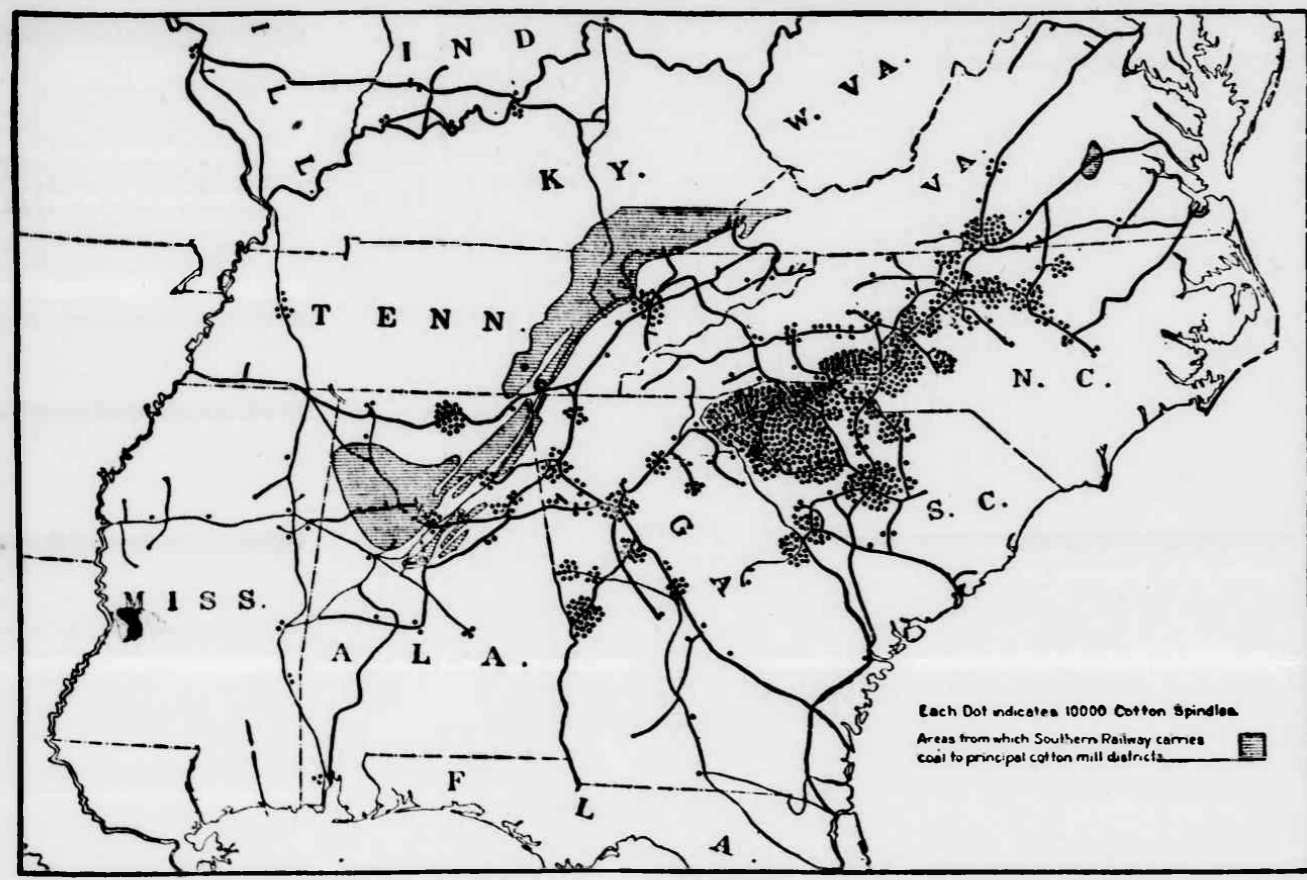 ILL.
IND
W. VA.
KY.
VA.
TENN.
N. C.
S. C.
GA
MISS.
ALA.
FLA.
Each Dot indicates 10000 Cotton Spindles
Areas from which Southern Railway carries
coal to principal cotton mill districts